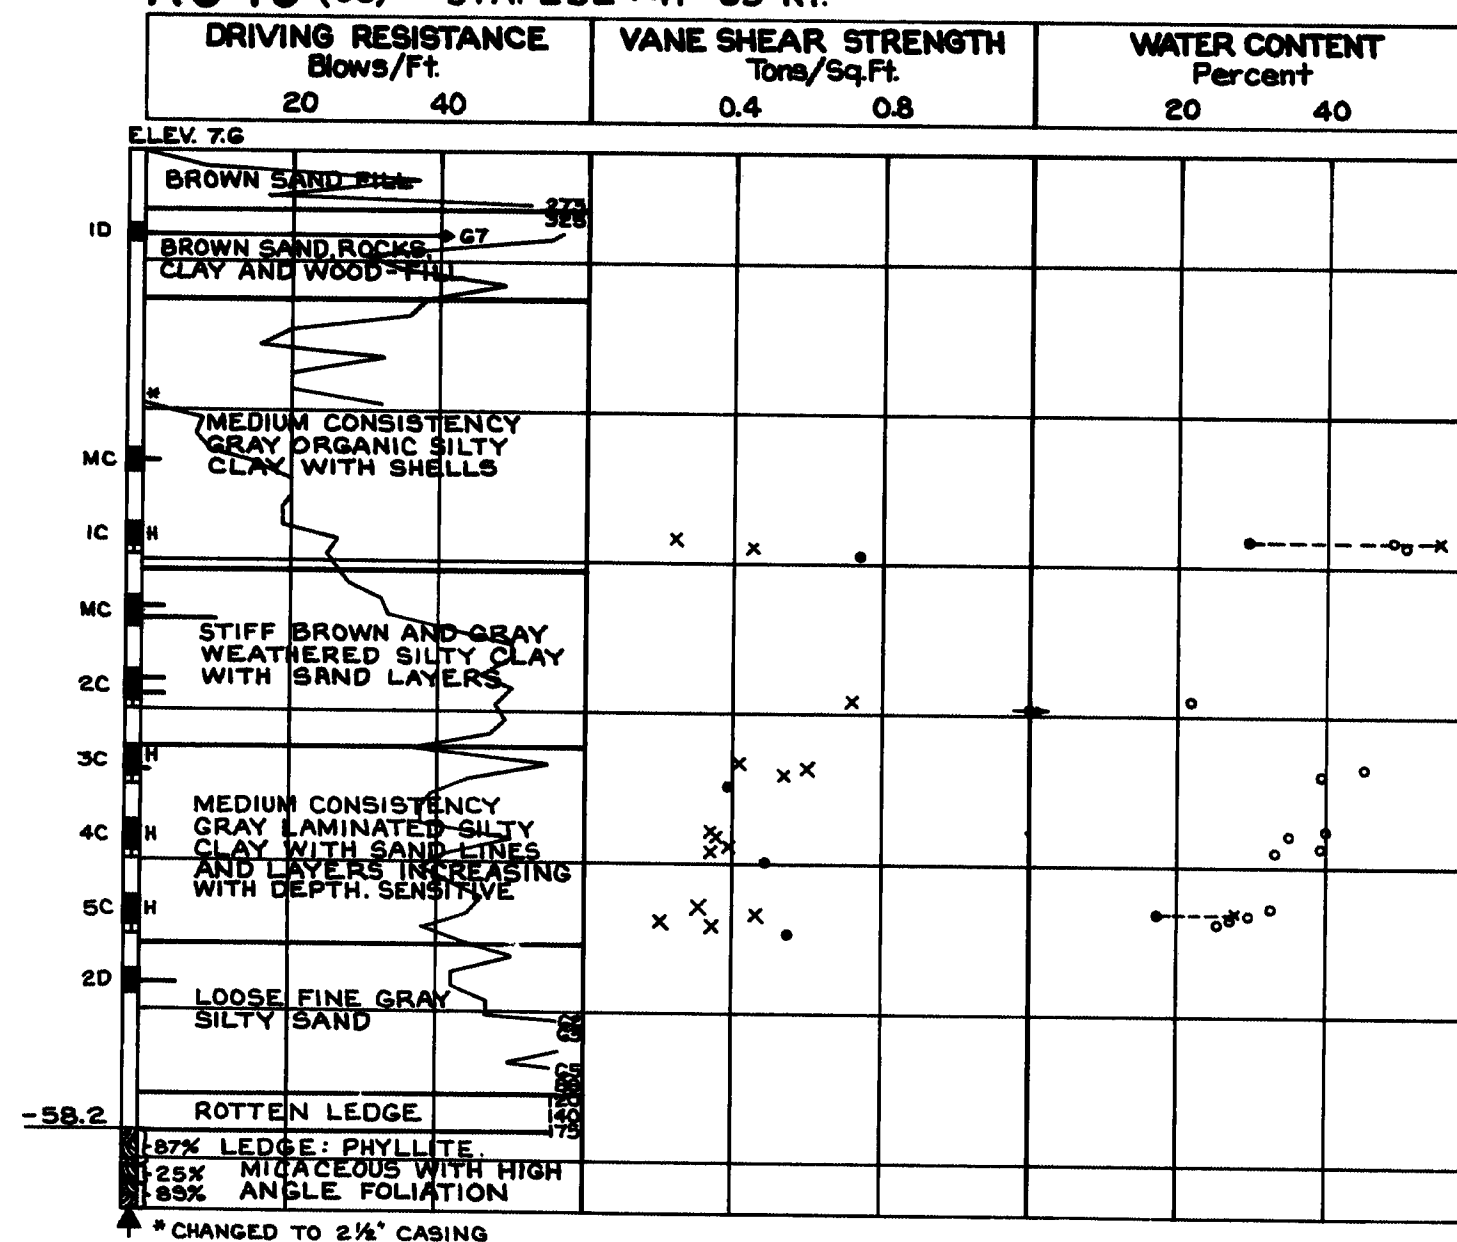 DRIVING RESISTANCE
Blows/Ft.
20 40
VANE SHEAR STRENGTH
Tons/Sq.Ft.
0.4 0.8
WATER CONTENT
Percent
20 40
ELEV. 7.6
BROWN SAND FILL
275
325
1D
67
BROWN SAND, ROCKS,
CLAY AND WOOD-FILL
*
MEDIUM CONSISTENCY
GRAY ORGANIC SILTY
CLAY WITH SHELLS
MC
1C H
MC
STIFF BROWN AND GRAY
WEATHERED SILTY CLAY
WITH SAND LAYERS
2C
3C H
MEDIUM CONSISTENCY
GRAY LAMINATED SILTY
CLAY WITH SAND LINES
AND LAYERS INCREASING
WITH DEPTH. SENSITIVE
4C H
5C H
2D
LOOSE FINE GRAY
SILTY SAND
ROTTEN LEDGE
175
-58.2
-87% LEDGE: PHYLLITE.
-25% MICACEOUS WITH HIGH
-89% ANGLE FOLIATION
* CHANGED TO 2½" CASING